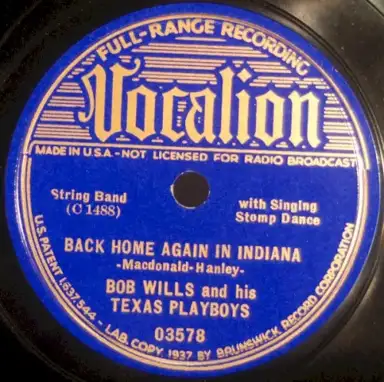 FULL-RANGE RECORDING
Vocalion
MADE IN U.S.A - NOT LICENSED FOR RADIO BROADCAST
String Band
(C 1488)
with Singing
Stomp Dance
BACK HOME AGAIN IN INDIANA
-Macdonald-Hanley-
BOB WILLS and his
TEXAS PLAYBOYS
03578
U.S. PATENT 1,637,544 - LAB. COPY. 1937 BY BRUNSWICK RECORD CORPORATION